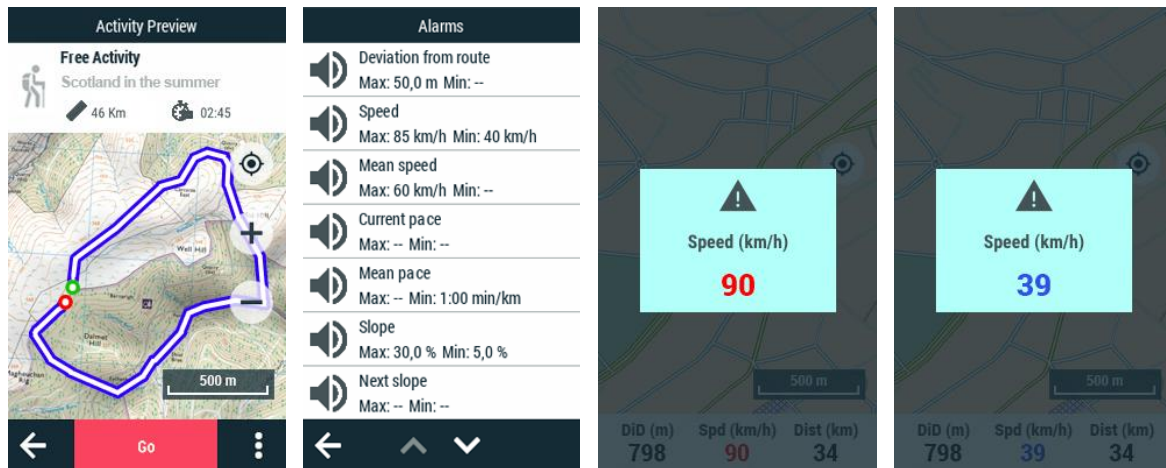 Activity Preview
Free Activity
Scotland in the summer
46 Km 02:45
Well Hill
Dalmet
Hill
500 m
Go
Alarms
Deviation from route
Max: 50,0 m Min: --
Speed
Max: 85 km/h Min: 40 km/h
Mean speed
Max: 60 km/h Min: --
Current pace
Max: -- Min: --
Mean pace
Max: -- Min: 1:00 min/km
Slope
Max: 30,0 % Min: 5,0 %
Next slope
Max: -- Min: --
Speed (km/h)
90
500 m
DiD (m) Spd (km/h) Dist (km)
798 90 34
Speed (km/h)
39
500 m
DiD (m) Spd (km/h) Dist (km)
798 39 34